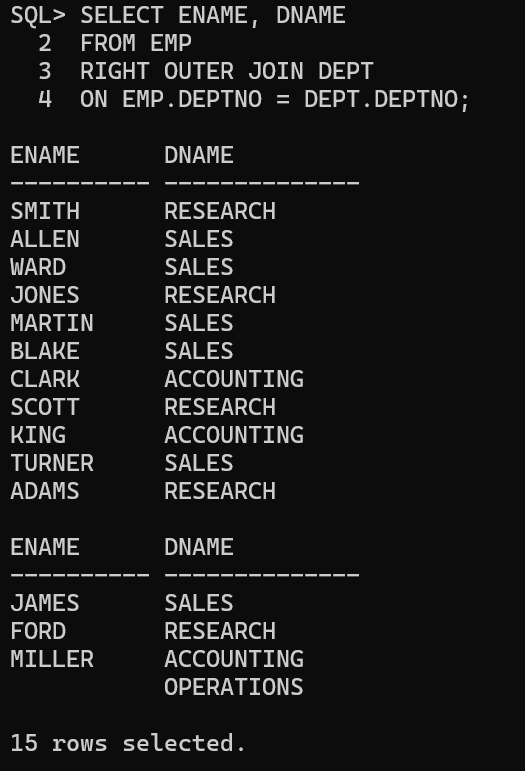 SQL> SELECT ENAME, DNAME
  2  FROM EMP
  3  RIGHT OUTER JOIN DEPT
  4  ON EMP.DEPTNO = DEPT.DEPTNO;

ENAME      DNAME
---------- --------------
SMITH      RESEARCH
ALLEN      SALES
WARD       SALES
JONES      RESEARCH
MARTIN     SALES
BLAKE      SALES
CLARK      ACCOUNTING
SCOTT      RESEARCH
KING       ACCOUNTING
TURNER     SALES
ADAMS      RESEARCH

ENAME      DNAME
---------- --------------
JAMES      SALES
FORD       RESEARCH
MILLER     ACCOUNTING
           OPERATIONS

15 rows selected.